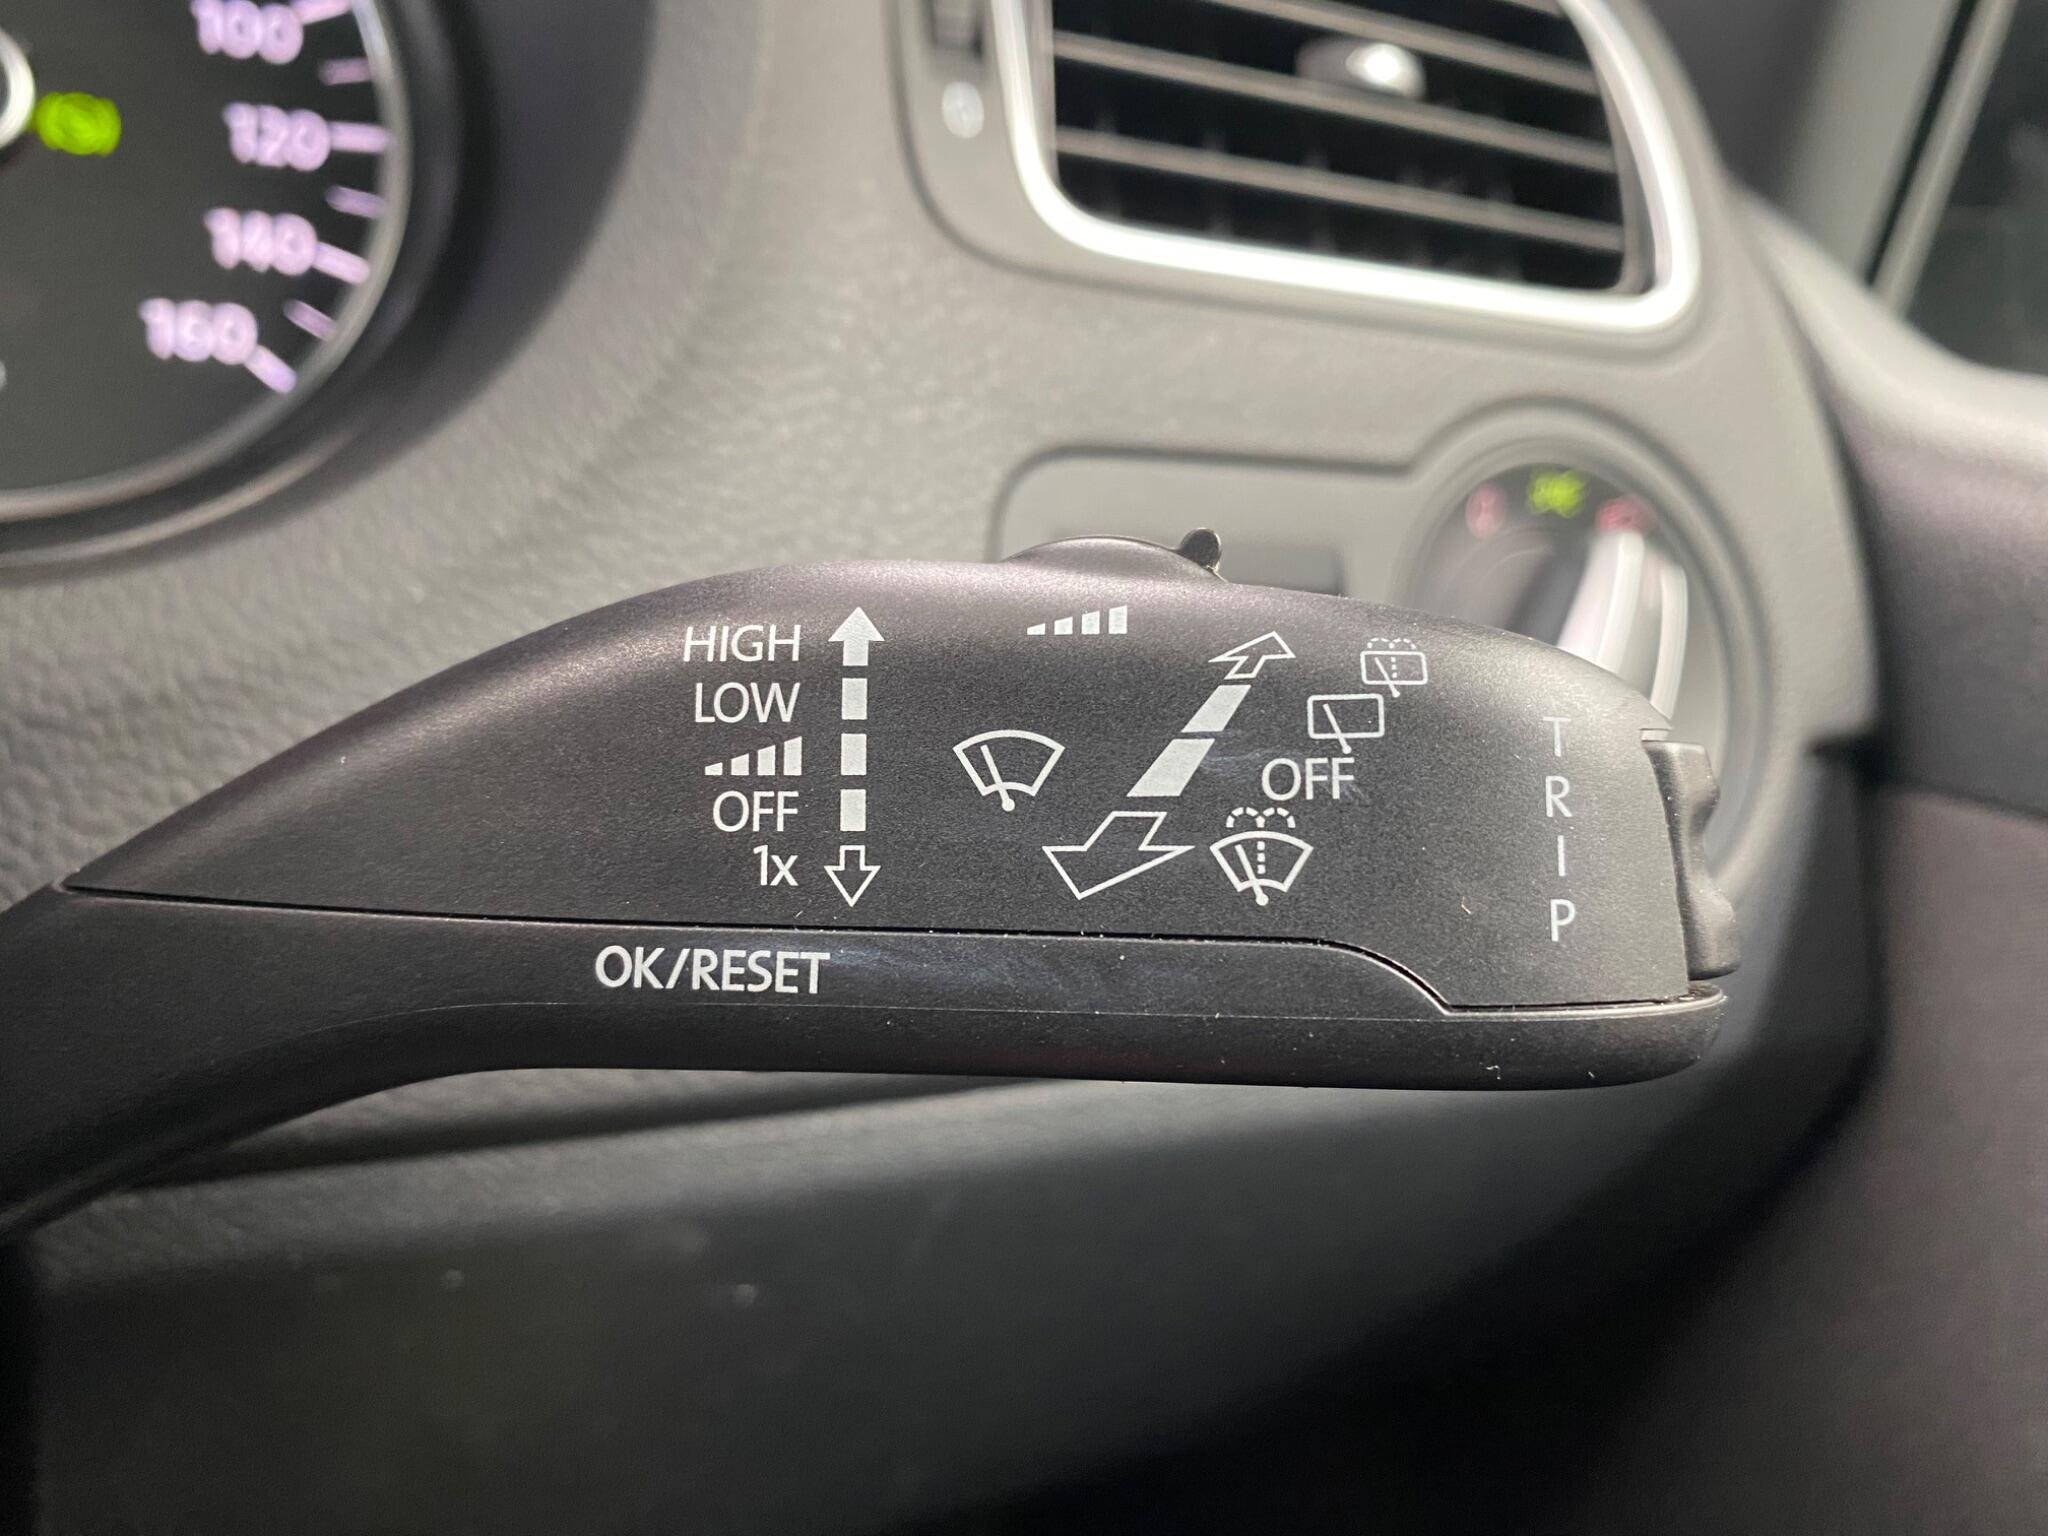 100
120
140
160
HIGH
LOW
OFF
1x
OFF
TRIP
OK/RESET